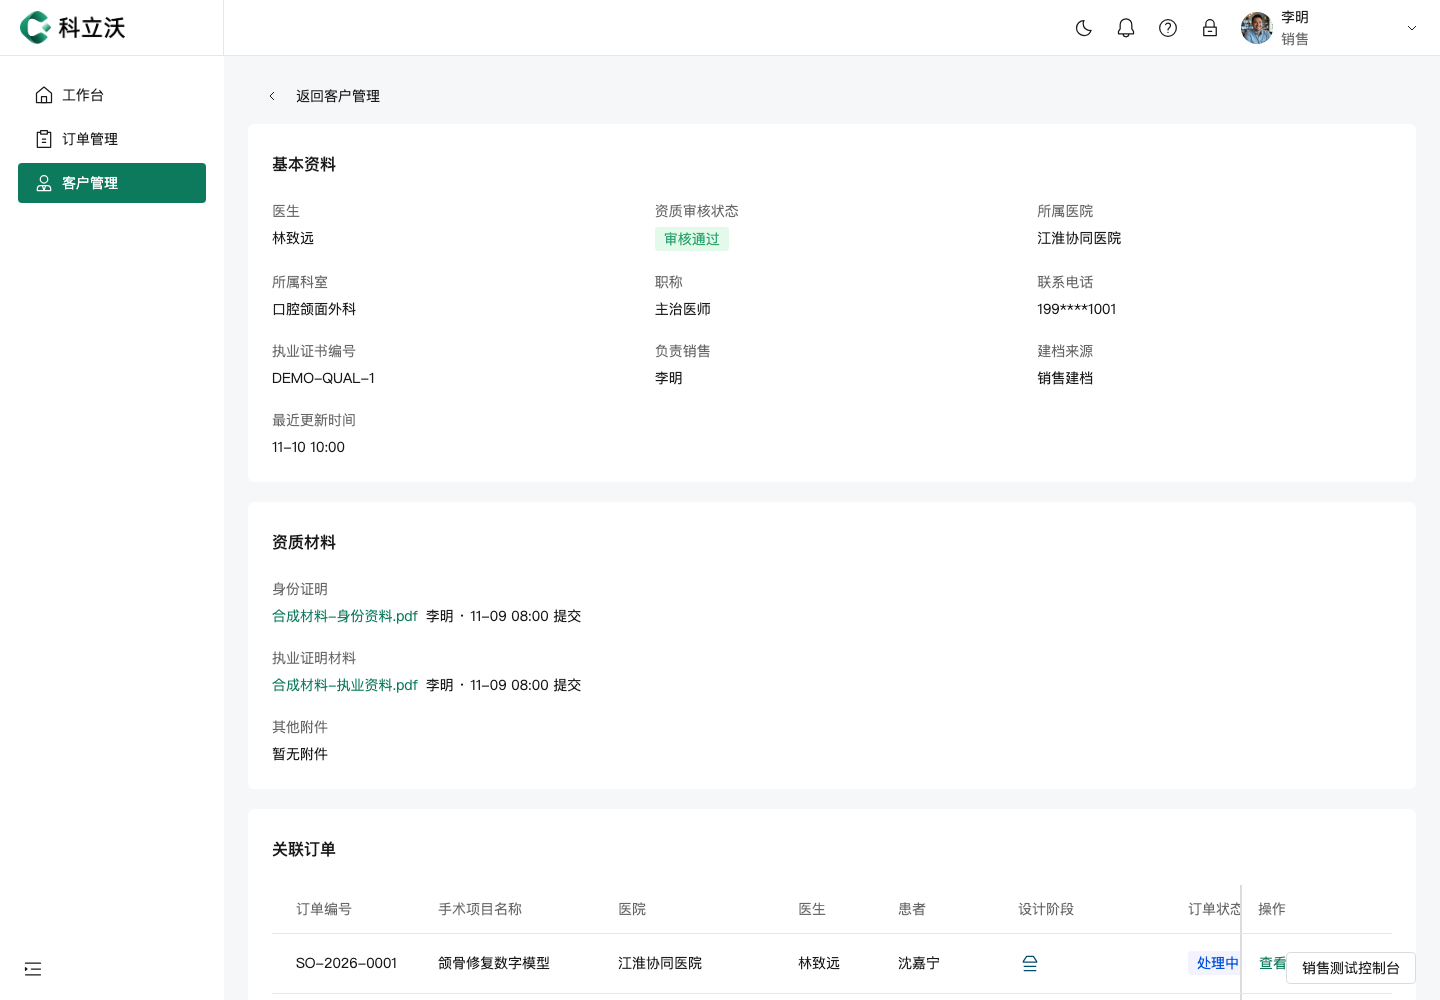 科立沃
李明
销售
工作台
订单管理
客户管理
返回客户管理
基本资料
医生
资质审核状态
所属医院
林致远
审核通过
江淮协同医院
所属科室
职称
联系电话
口腔颌面外科
主治医师
199****1001
执业证书编号
负责销售
建档来源
DEMO-QUAL-1
李明
销售建档
最近更新时间
11-10 10:00
资质材料
身份证明
合成材料-身份资料.pdf 李明 · 11-09 08:00 提交
执业证明材料
合成材料-执业资料.pdf 李明 · 11-09 08:00 提交
其他附件
暂无附件
关联订单
订单编号 手术项目名称 医院 医生 患者 设计阶段 订单状态 操作
SO-2026-0001 颌骨修复数字模型 江淮协同医院 林致远 沈嘉宁 处理中 查看
销售测试控制台